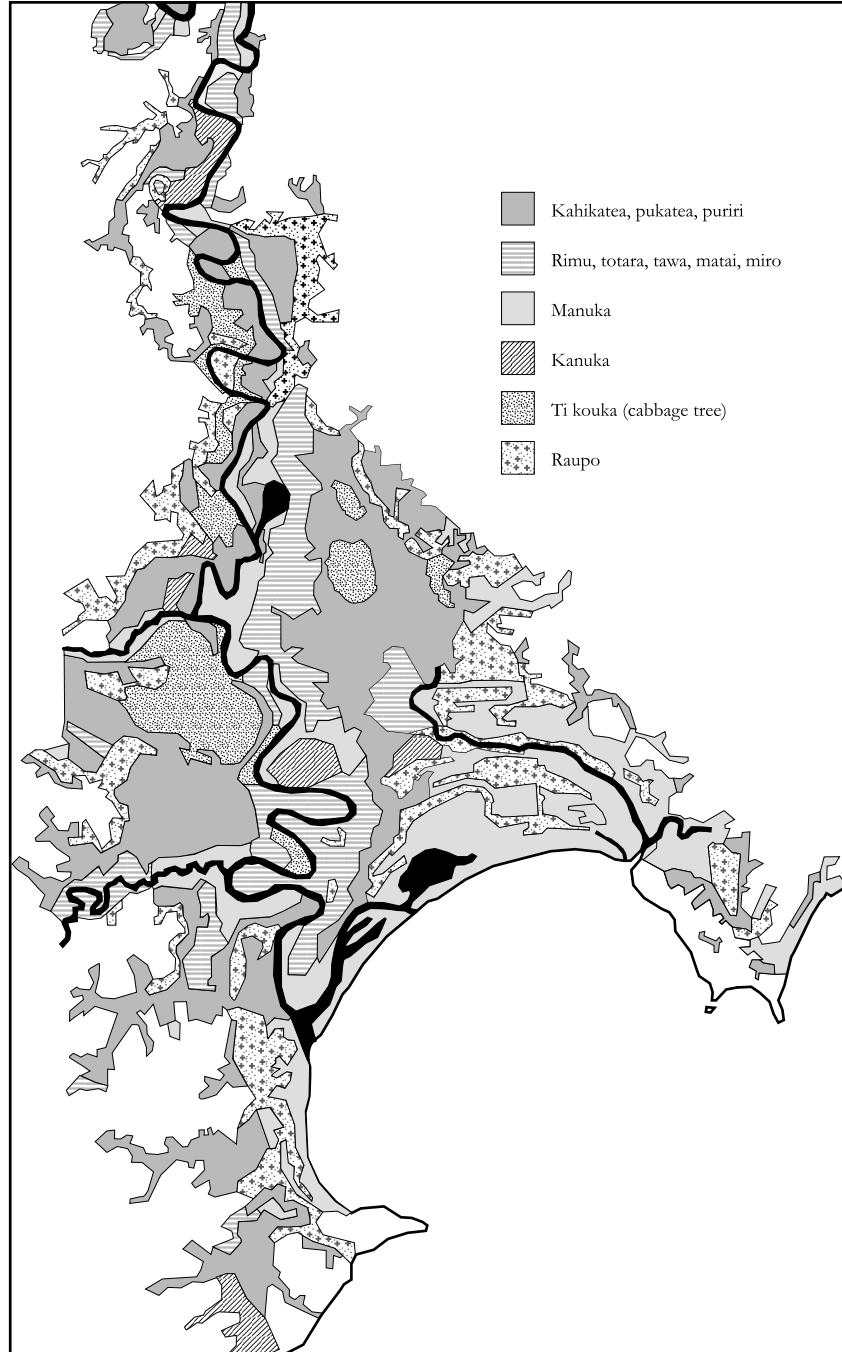 Kahikatea, pukatea, puriri
Rimu, totara, tawa, matai, miro
Manuka
Kanuka
Ti kouka (cabbage tree)
Raupo